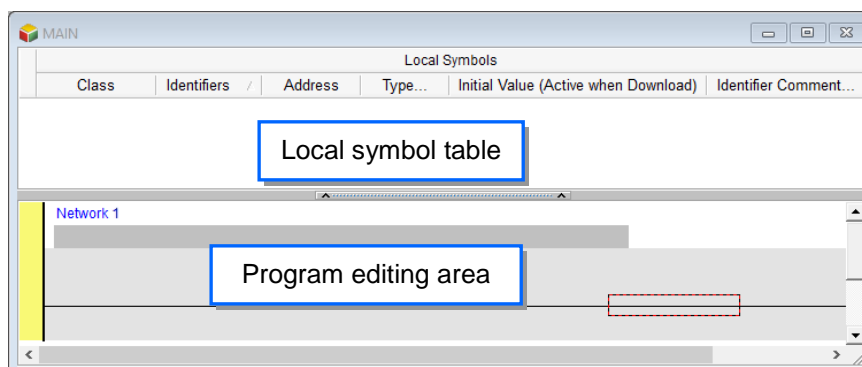 MAIN
Local Symbols
Class Identifiers Address Type... Initial Value (Active when Download) Identifier Comment...
Local symbol table
Network 1
Program editing area